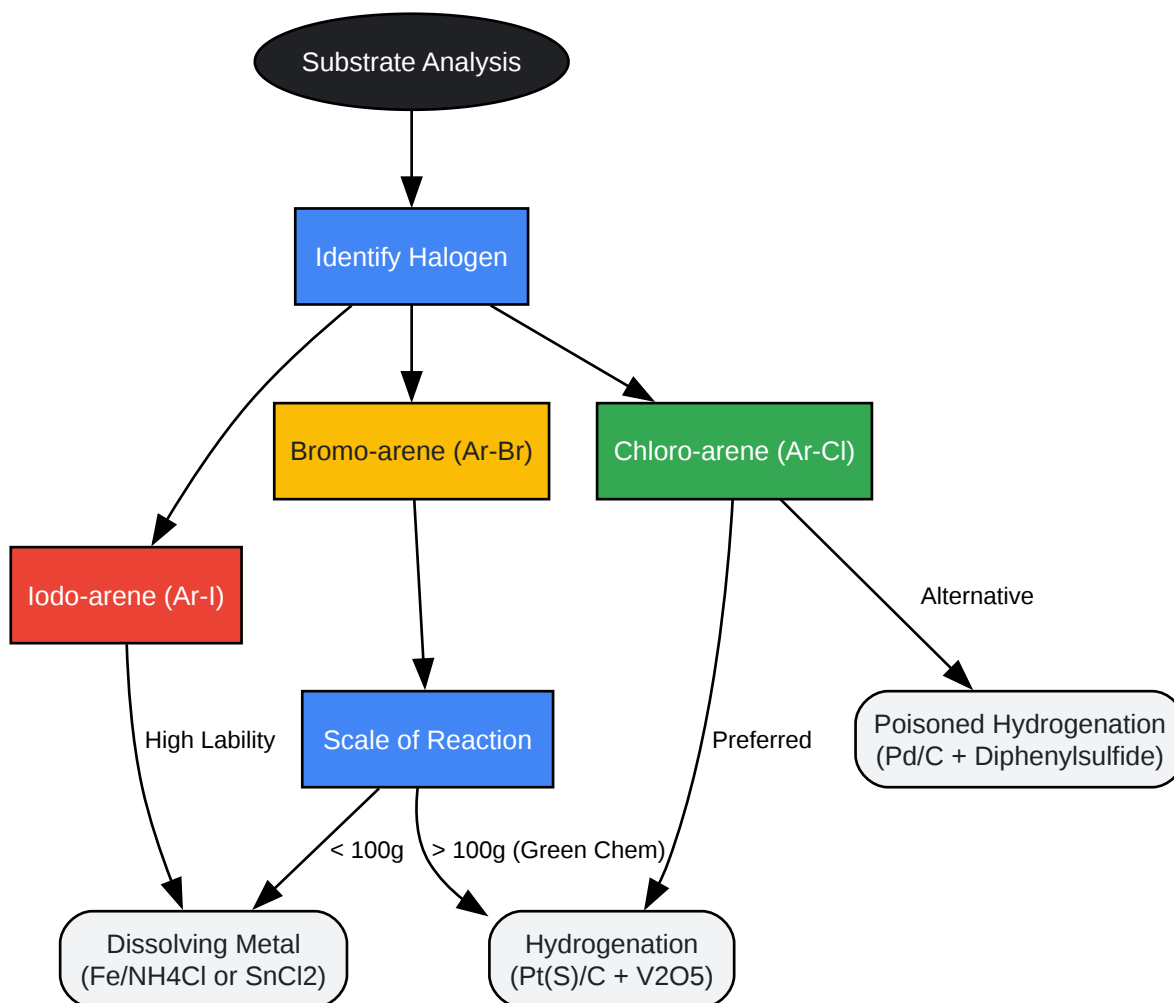 Substrate Analysis
Identify Halogen
Bromo-arene (Ar-Br)
Chloro-arene (Ar-Cl)
Iodo-arene (Ar-I)
Alternative
High Lability
Scale of Reaction
Preferred
Poisoned Hydrogenation
(Pd/C + Diphenylsulfide)
< 100g
> 100g (Green Chem)
Dissolving Metal
(Fe/NH4Cl or SnCl2)
Hydrogenation
(Pt(S)/C + V2O5)